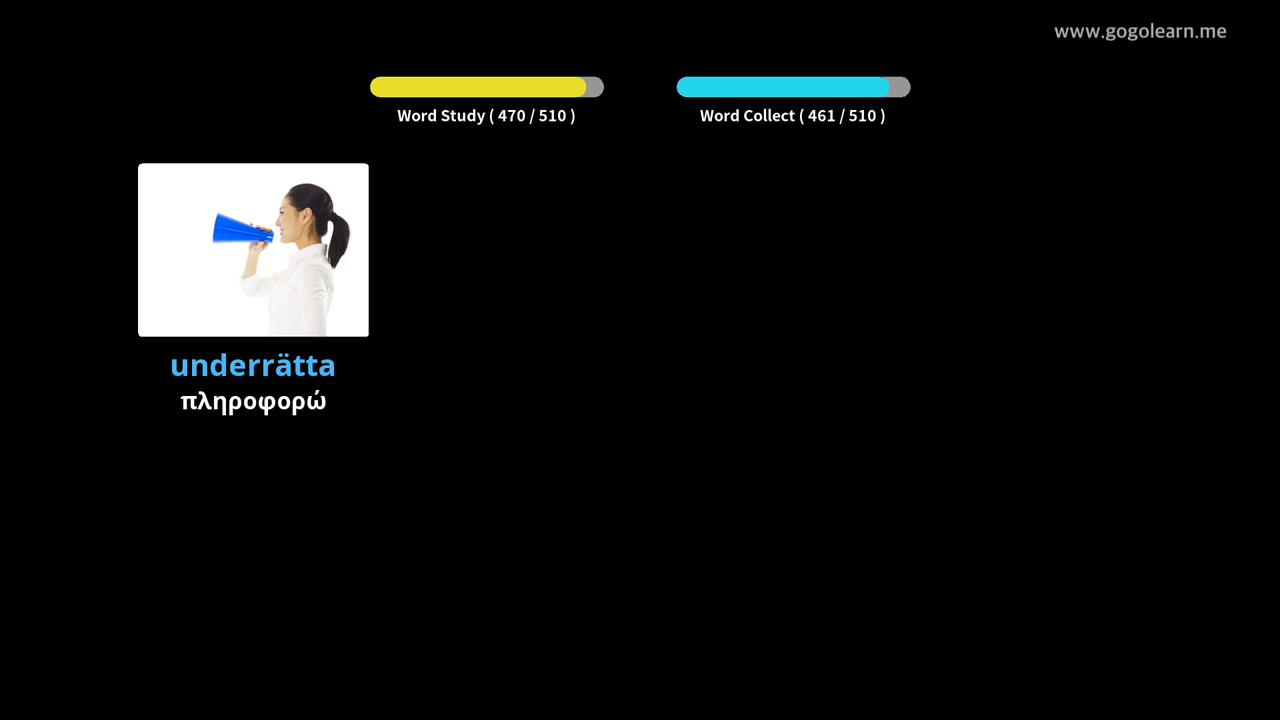 www.gogolearn.me
Word Study ( 470 / 510 )
Word Collect ( 461 / 510 )
underrätta
πληροφορώ